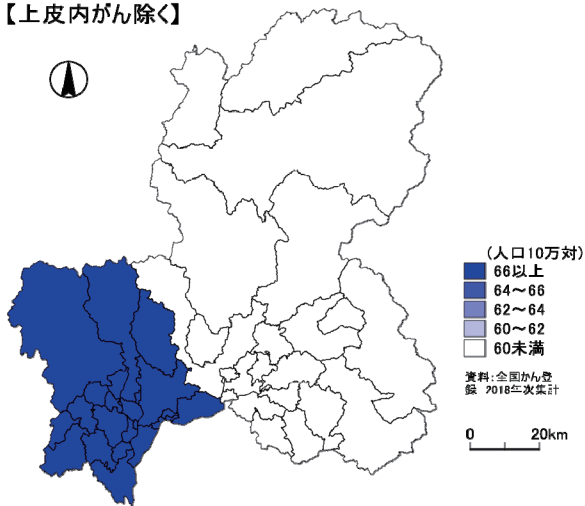 【上皮内がん除く】
(人口10万対)
66以上
64～66
62～64
60～62
60未満
資料:全国がん登
録 2018年次集計
0 20km